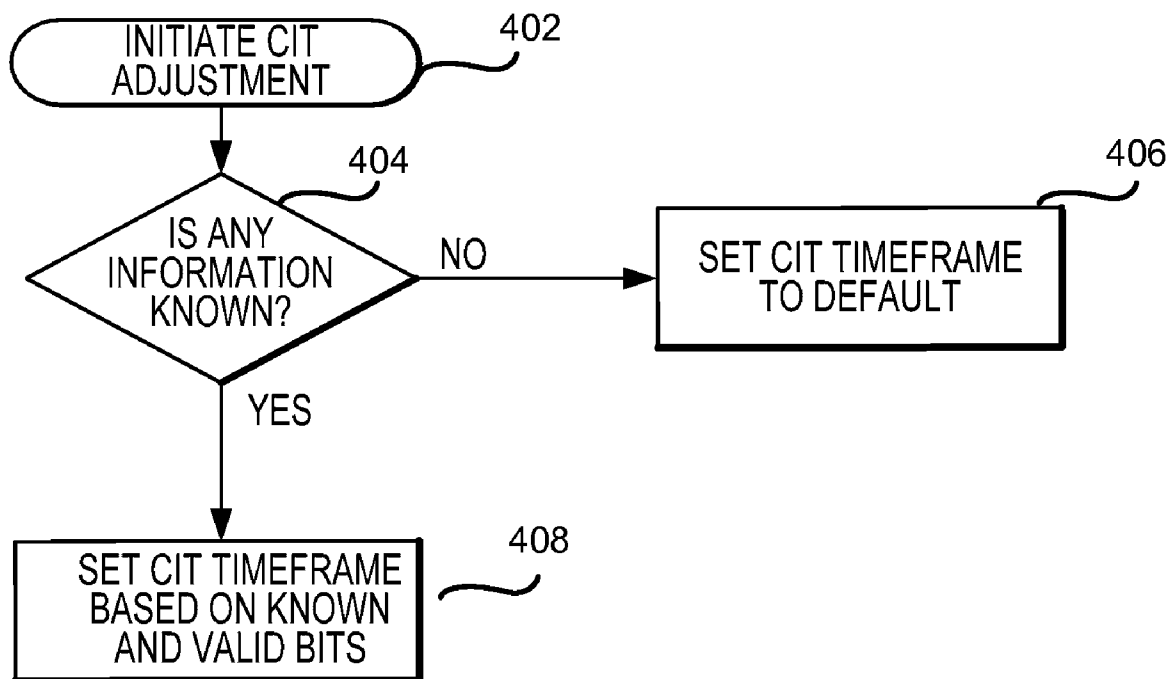 INITIATE CIT
ADJUSTMENT
402
404
IS ANY
INFORMATION
KNOWN?
NO
406
SET CIT TIMEFRAME
TO DEFAULT
YES
408
SET CIT TIMEFRAME
BASED ON KNOWN
AND VALID BITS